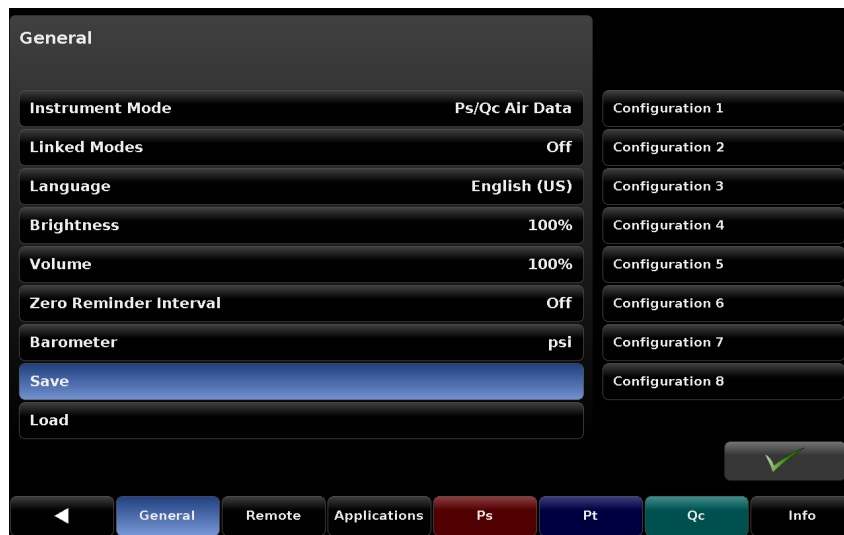 General
Instrument Mode Ps/Qc Air Data
Linked Modes Off
Language English (US)
Brightness 100%
Volume 100%
Zero Reminder Interval Off
Barometer psi
Save
Load
Configuration 1
Configuration 2
Configuration 3
Configuration 4
Configuration 5
Configuration 6
Configuration 7
Configuration 8
General Remote Applications Ps Pt Qc Info